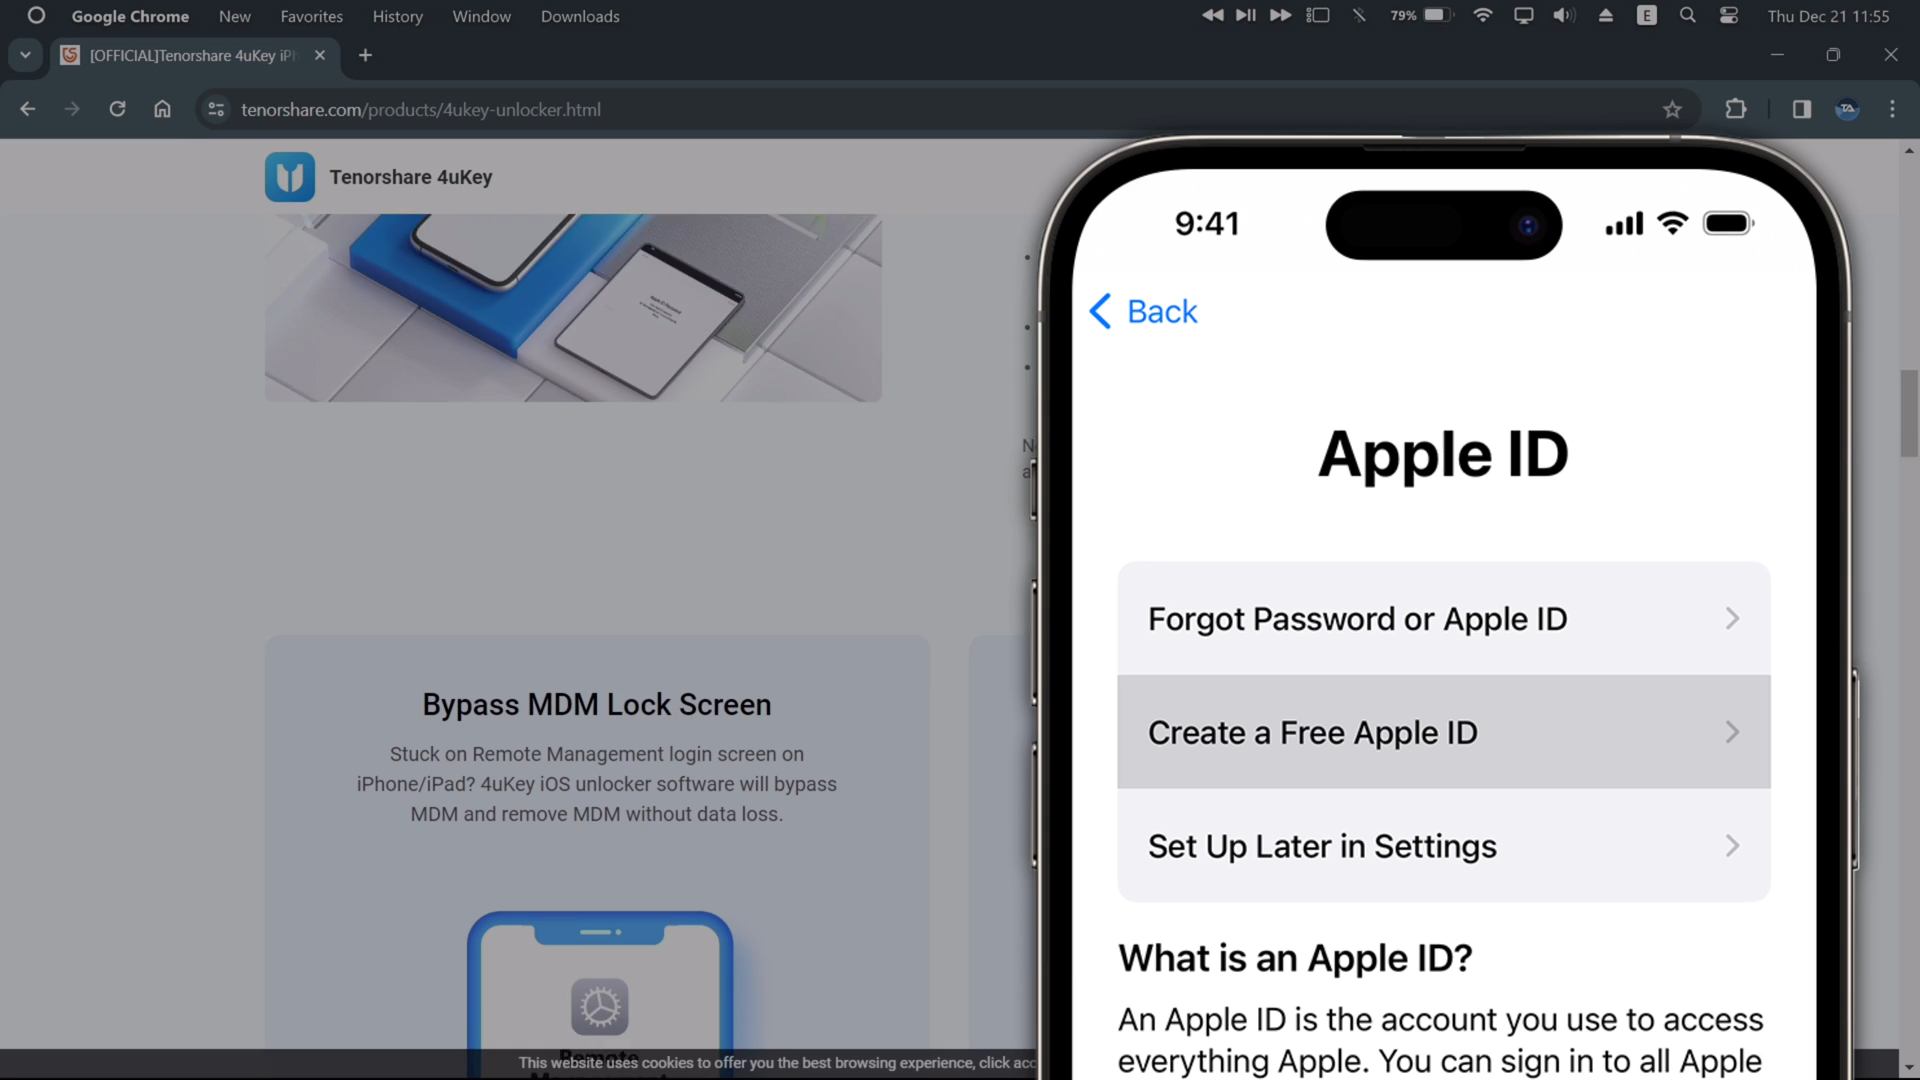 Google Chrome New Favorites History Window Downloads 79% E Thu Dec 21 11:55
[OFFICIAL]Tenorshare 4uKey iPh
tenorshare.com/products/4ukey-unlocker.html
TA
Tenorshare 4uKey
Bypass MDM Lock Screen
Stuck on Remote Management login screen on
iPhone/iPad? 4uKey iOS unlocker software will bypass
MDM and remove MDM without data loss.
Remote
This website uses cookies to offer you the best browsing experience, click acc
9:41
Back
Apple ID
Forgot Password or Apple ID
Create a Free Apple ID
Set Up Later in Settings
What is an Apple ID?
An Apple ID is the account you use to access
everything Apple. You can sign in to all Apple